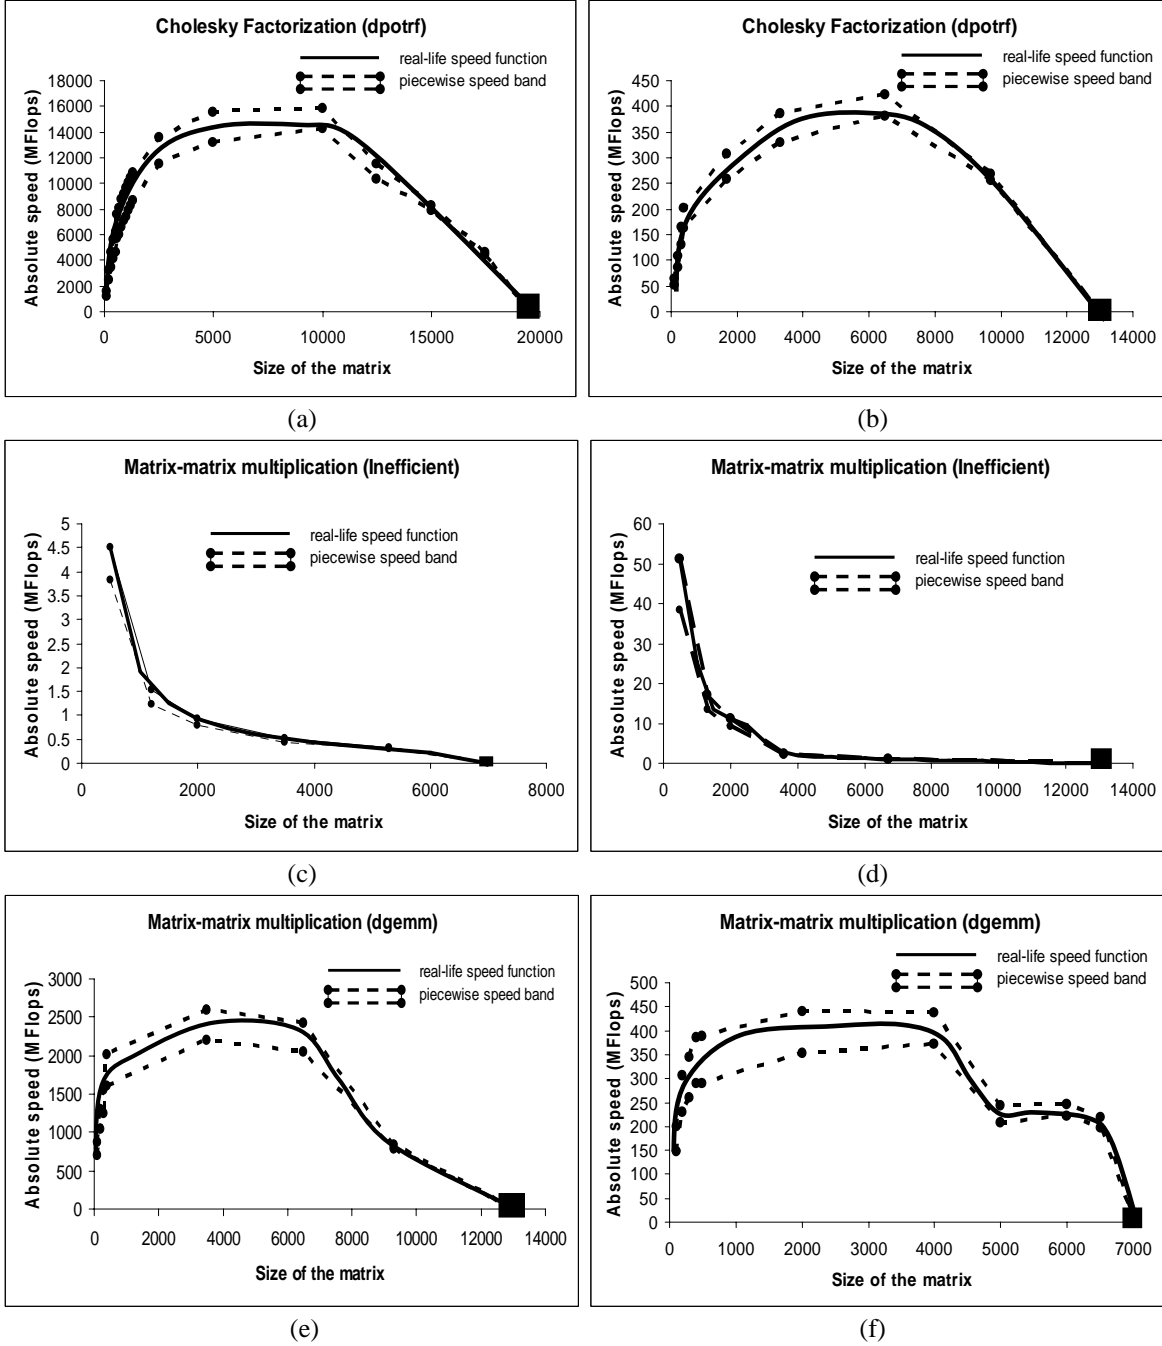 Cholesky Factorization (dpotrf)
real-life speed function
piecewise speed band
Absolute speed (MFlops)
18000
16000
14000
12000
10000
8000
6000
4000
2000
0
0 5000 10000 15000 20000
Size of the matrix
(a)
Cholesky Factorization (dpotrf)
real-life speed function
piecewise speed band
Absolute speed (MFlops)
450
400
350
300
250
200
150
100
50
0
0 2000 4000 6000 8000 10000 12000 14000
Size of the matrix
(b)
Matrix-matrix multiplication (Inefficient)
real-life speed function
piecewise speed band
Absolute speed (MFlops)
5
4.5
4
3.5
3
2.5
2
1.5
1
0.5
0
0 2000 4000 6000 8000
Size of the matrix
(c)
Matrix-matrix multiplication (Inefficient)
real-life speed function
piecewise speed band
Absolute speed (MFlops)
60
50
40
30
20
10
0
0 2000 4000 6000 8000 10000 12000 14000
Size of the matrix
(d)
Matrix-matrix multiplication (dgemm)
real-life speed function
piecewise speed band
Absolute speed (MFlops)
3000
2500
2000
1500
1000
500
0
0 2000 4000 6000 8000 10000 12000 14000
Size of the matrix
(e)
Matrix-matrix multiplication (dgemm)
real-life speed function
piecewise speed band
Absolute speed (MFlops)
500
450
400
350
300
250
200
150
100
50
0
0 1000 2000 3000 4000 5000 6000 7000
Size of the matrix
(f)